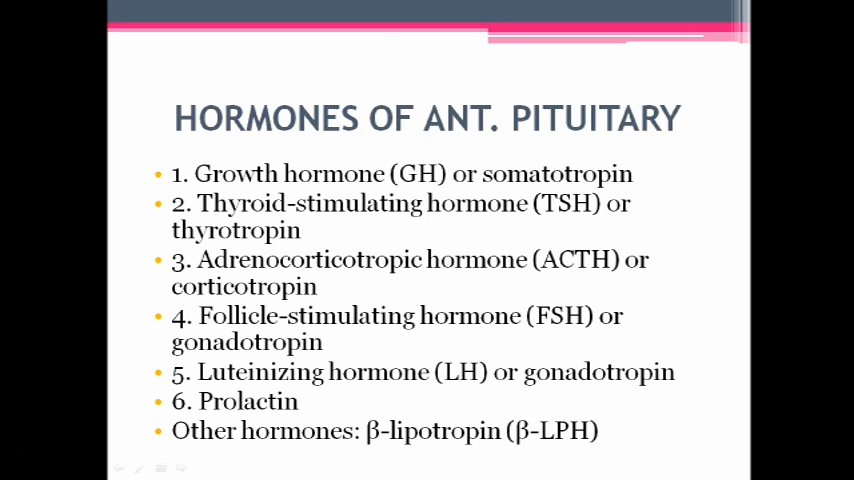 HORMONES OF ANT. PITUITARY
• 1. Growth hormone (GH) or somatotropin
• 2. Thyroid-stimulating hormone (TSH) or
thyrotropin
• 3. Adrenocorticotropic hormone (ACTH) or
corticotropin
• 4. Follicle-stimulating hormone (FSH) or
gonadotropin
• 5. Luteinizing hormone (LH) or gonadotropin
• 6. Prolactin
• Other hormones: β-lipotropin (β-LPH)